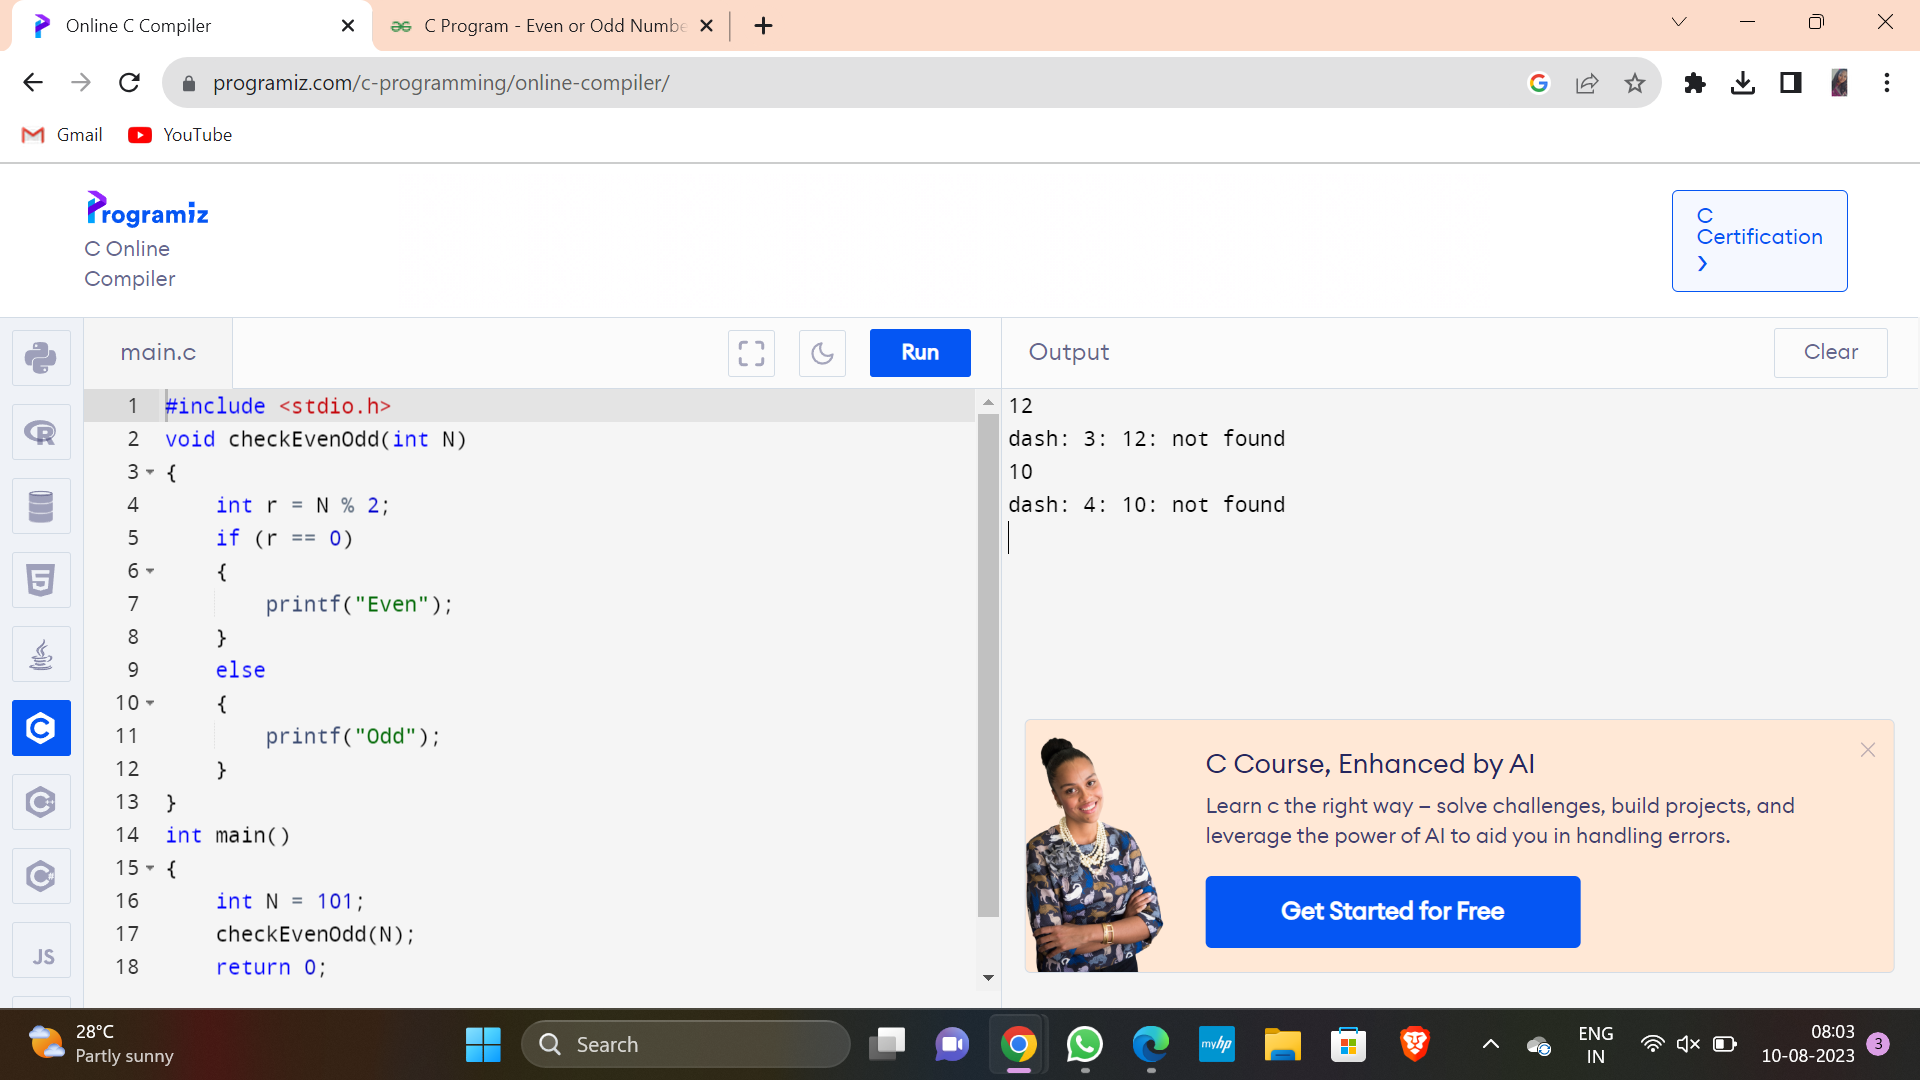 Online C Compiler
C Program - Even or Odd Numbe
programiz.com/c-programming/online-compiler/
Gmail
YouTube
Programiz
C Online
Compiler
C
Certification
main.c
Run
Output
Clear
1 #include <stdio.h>
2 void checkEvenOdd(int N)
3 {
4 int r = N % 2;
5 if (r == 0)
6 {
7 printf("Even");
8 }
9 else
10 {
11 printf("Odd");
12 }
13 }
14 int main()
15 {
16 int N = 101;
17 checkEvenOdd(N);
18 return 0;
12
dash: 3: 12: not found
10
dash: 4: 10: not found
C Course, Enhanced by AI
Learn c the right way – solve challenges, build projects, and
leverage the power of AI to aid you in handling errors.
Get Started for Free
JS
28°C
Partly sunny
Search
myhp
ENG
IN
08:03
10-08-2023
3